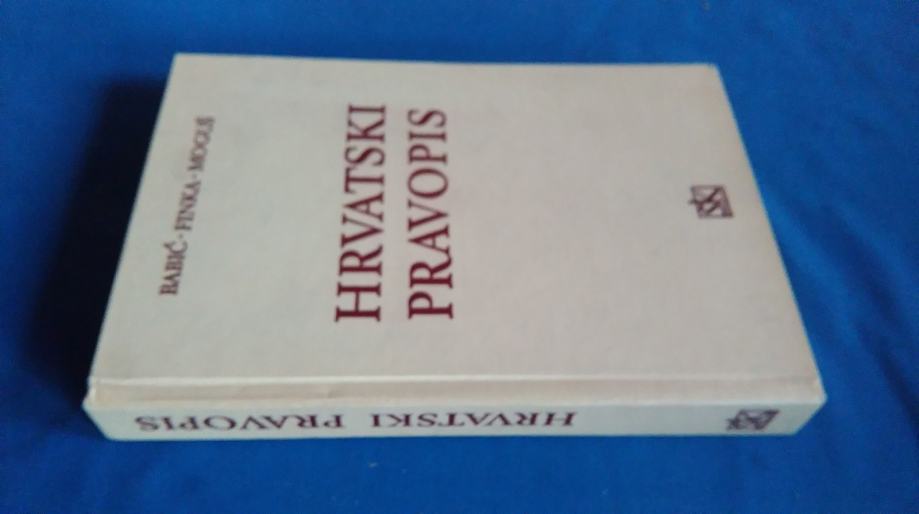 BABIĆ · FINKA · MOGUŠ
HRVATSKI
PRAVOPIS
HRVATSKI PRAVOPIS